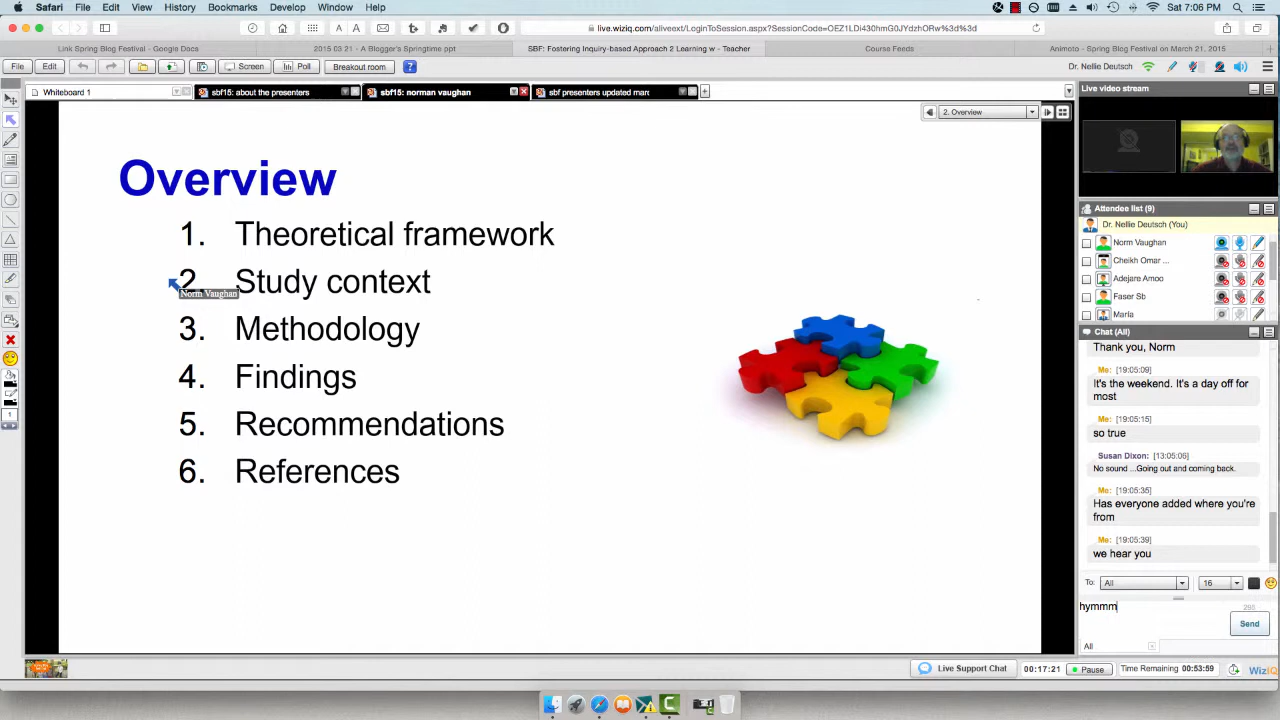 Safari File Edit View History Bookmarks Develop Window Help Sat 7:06 PM
live.wiziq.com/aliveext/LoginToSession.aspx?SessionCode=OEZ1LDi430hmG0JYdzhORw%3d%3d
Link Spring Blog Festival - Google Docs 2015 03 21 - A Blogger's Springtime ppt SBF: Fostering Inquiry-based Approach 2 Learning w - Teacher Course Feeds Animoto - Spring Blog Festival on March 21, 2015
File Edit Screen Poll Breakout room ? Dr. Nellie Deutsch
Whiteboard 1 sbf15: about the presenters sbf15: norman vaughan sbf presenters updated marc
Live video stream
2. Overview
Overview
1. Theoretical framework
2. Study context
Norm Vaughan
3. Methodology
4. Findings
5. Recommendations
6. References
Attendee list (9)
Dr. Nellie Deutsch (You)
Norm Vaughan
Cheikh Omar ...
Adejare Amoo
Faser Sb
María
Chat (All)
Thank you, Norm
Me: [19:05:09]
It's the weekend. It's a day off for
most
Me: [19:05:15]
so true
Susan Dixon: [13:05:06]
No sound ...Going out and coming back.
Me: [19:05:35]
Has everyone added where you're
from
Me: [19:05:39]
we hear you
To: All 16
hymmm
Send
All
Live Support Chat 00:17:21 Pause Time Remaining 00:53:59 WizIQ